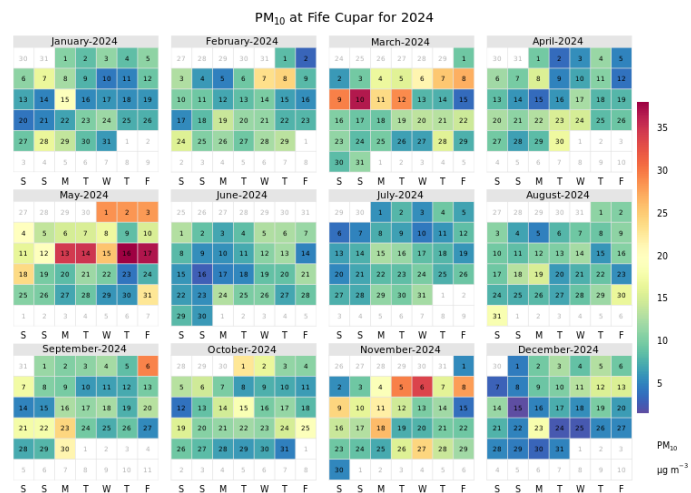 PM₁₀ at Fife Cupar for 2024
January-2024
30 31 1 2 3 4 5
6 7 8 9 10 11 12
13 14 15 16 17 18 19
20 21 22 23 24 25 26
27 28 29 30 31 1 2
3 4 5 6 7 8 9
S S M T W T F
February-2024
27 28 29 30 31 1 2
3 4 5 6 7 8 9
10 11 12 13 14 15 16
17 18 19 20 21 22 23
24 25 26 27 28 29 1
2 3 4 5 6 7 8
S S M T W T F
March-2024
24 25 26 27 28 29 1
2 3 4 5 6 7 8
9 10 11 12 13 14 15
16 17 18 19 20 21 22
23 24 25 26 27 28 29
30 31 1 2 3 4 5
S S M T W T F
April-2024
30 31 1 2 3 4 5
6 7 8 9 10 11 12
13 14 15 16 17 18 19
20 21 22 23 24 25 26
27 28 29 30 1 2 3
4 5 6 7 8 9 10
S S M T W T F
May-2024
27 28 29 30 1 2 3
4 5 6 7 8 9 10
11 12 13 14 15 16 17
18 19 20 21 22 23 24
25 26 27 28 29 30 31
1 2 3 4 5 6 7
S S M T W T F
June-2024
25 26 27 28 29 30 31
1 2 3 4 5 6 7
8 9 10 11 12 13 14
15 16 17 18 19 20 21
22 23 24 25 26 27 28
29 30 1 2 3 4 5
S S M T W T F
July-2024
29 30 1 2 3 4 5
6 7 8 9 10 11 12
13 14 15 16 17 18 19
20 21 22 23 24 25 26
27 28 29 30 31 1 2
3 4 5 6 7 8 9
S S M T W T F
August-2024
27 28 29 30 31 1 2
3 4 5 6 7 8 9
10 11 12 13 14 15 16
17 18 19 20 21 22 23
24 25 26 27 28 29 30
31 1 2 3 4 5 6
S S M T W T F
September-2024
31 1 2 3 4 5 6
7 8 9 10 11 12 13
14 15 16 17 18 19 20
21 22 23 24 25 26 27
28 29 30 1 2 3 4
5 6 7 8 9 10 11
S S M T W T F
October-2024
28 29 30 1 2 3 4
5 6 7 8 9 10 11
12 13 14 15 16 17 18
19 20 21 22 23 24 25
26 27 28 29 30 31 1
2 3 4 5 6 7 8
S S M T W T F
November-2024
26 27 28 29 30 31 1
2 3 4 5 6 7 8
9 10 11 12 13 14 15
16 17 18 19 20 21 22
23 24 25 26 27 28 29
30 1 2 3 4 5 6
S S M T W T F
December-2024
30 1 2 3 4 5 6
7 8 9 10 11 12 13
14 15 16 17 18 19 20
21 22 23 24 25 26 27
28 29 30 31 1 2 3
4 5 6 7 8 9 10
S S M T W T F
35
30
25
20
15
10
5
PM₁₀
μg m⁻³